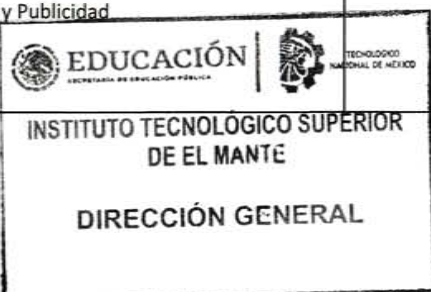 y Publicidad
EDUCACIÓN
SECRETARÍA DE EDUCACIÓN PÚBLICA
TECNOLÓGICO
NACIONAL DE MÉXICO
INSTITUTO TECNOLÓGICO SUPERIOR
DE EL MANTE
DIRECCIÓN GENERAL